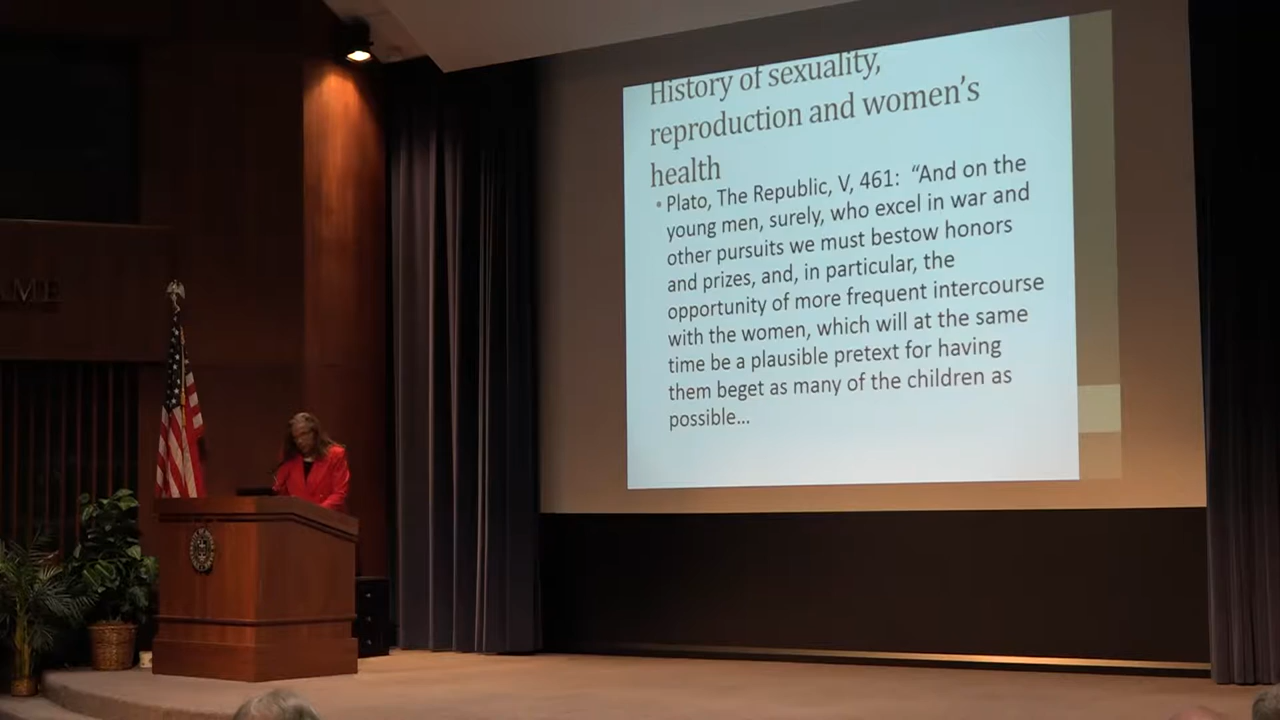 History of sexuality,
reproduction and women's
health
• Plato, The Republic, V, 461: “And on the
young men, surely, who excel in war and
other pursuits we must bestow honors
and prizes, and, in particular, the
opportunity of more frequent intercourse
with the women, which will at the same
time be a plausible pretext for having
them beget as many of the children as
possible...
AME